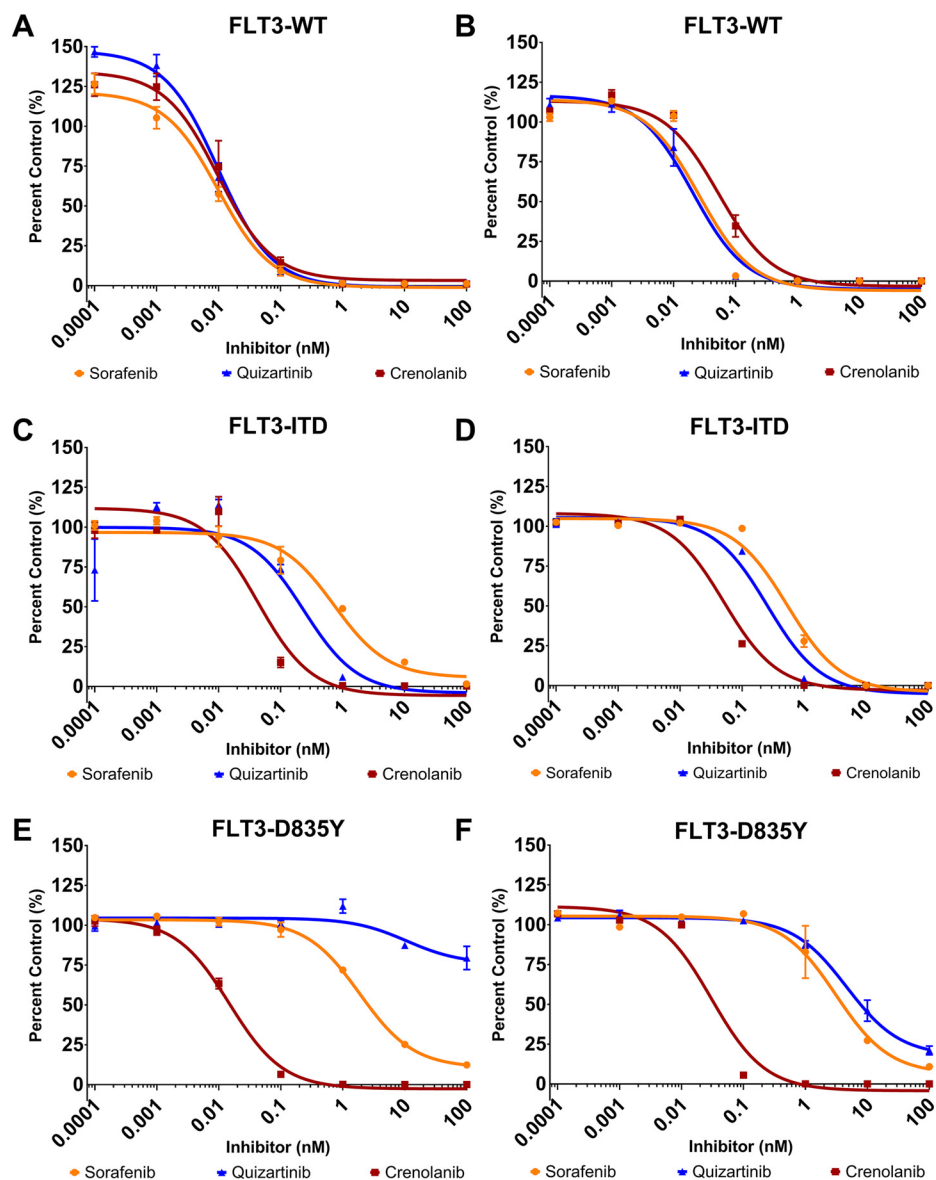 A
FLT3-WT
Percent Control (%)
150
125
100
75
50
25
0
0.0001
0.001
0.01
0.1
1
10
100
Inhibitor (nM)
Sorafenib Quizartinib Crenolanib
B
FLT3-WT
Percent Control (%)
150
125
100
75
50
25
0
0.0001
0.001
0.01
0.1
1
10
100
Inhibitor (nM)
Sorafenib Quizartinib Crenolanib
C
FLT3-ITD
Percent Control (%)
150
125
100
75
50
25
0
0.0001
0.001
0.01
0.1
1
10
100
Inhibitor (nM)
Sorafenib Quizartinib Crenolanib
D
FLT3-ITD
Percent Control (%)
150
125
100
75
50
25
0
0.0001
0.001
0.01
0.1
1
10
100
Inhibitor (nM)
Sorafenib Quizartinib Crenolanib
E
FLT3-D835Y
Percent Control (%)
150
125
100
75
50
25
0
0.0001
0.001
0.01
0.1
1
10
100
Inhibitor (nM)
Sorafenib Quizartinib Crenolanib
F
FLT3-D835Y
Percent Control (%)
150
125
100
75
50
25
0
0.0001
0.001
0.01
0.1
1
10
100
Inhibitor (nM)
Sorafenib Quizartinib Crenolanib